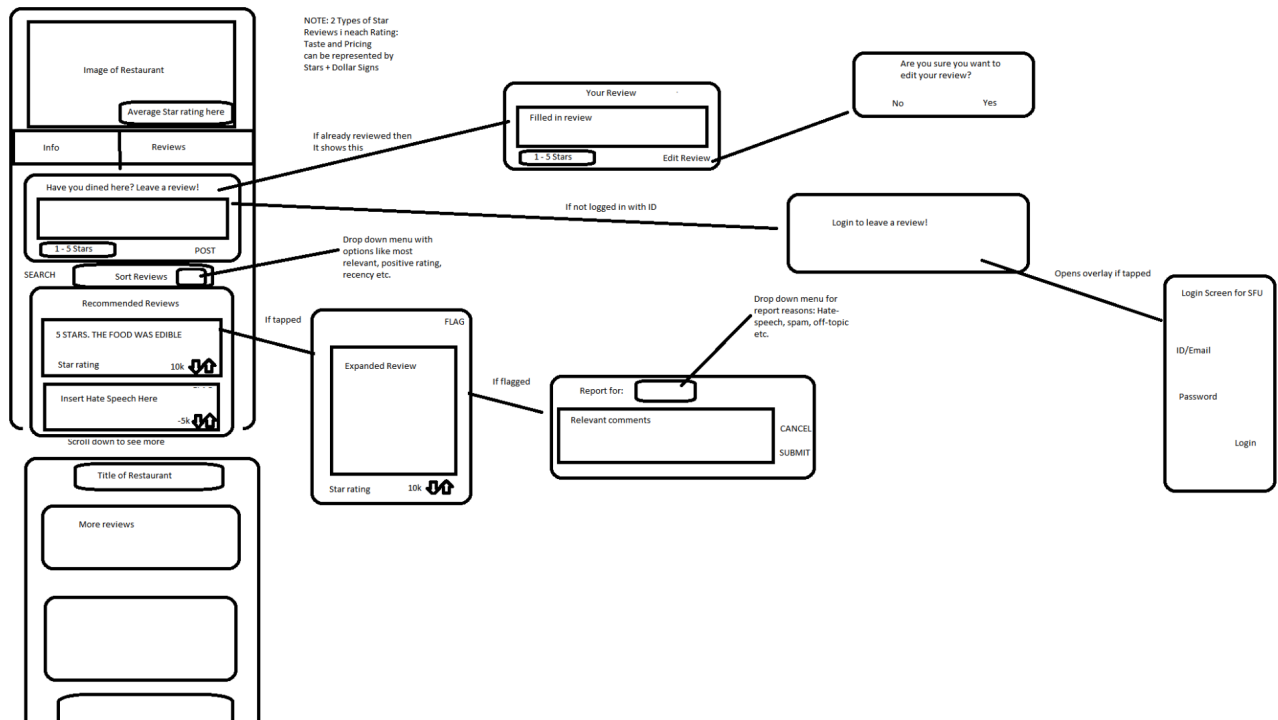 Image of Restaurant
Average Star rating here
Info
Reviews
Have you dined here? Leave a review!
1 - 5 Stars
POST
SEARCH
Sort Reviews
Recommended Reviews
5 STARS. THE FOOD WAS EDIBLE
Star rating
10k
Insert Hate Speech Here
-5k
Scroll down to see more
Title of Restaurant
More reviews
NOTE: 2 Types of Star
Reviews i neach Rating:
Taste and Pricing
can be represented by
Stars + Dollar Signs
If already reviewed then
It shows this
Your Review
Filled in review
1 - 5 Stars
Edit Review
Are you sure you want to
edit your review?
No
Yes
If not logged in with ID
Login to leave a review!
Opens overlay if tapped
Login Screen for SFU
ID/Email
Password
Login
Drop down menu with
options like most
relevant, positive rating,
recency etc.
If tapped
FLAG
Expanded Review
Star rating
10k
If flagged
Drop down menu for
report reasons: Hate-
speech, spam, off-topic
etc.
Report for:
Relevant comments
CANCEL
SUBMIT